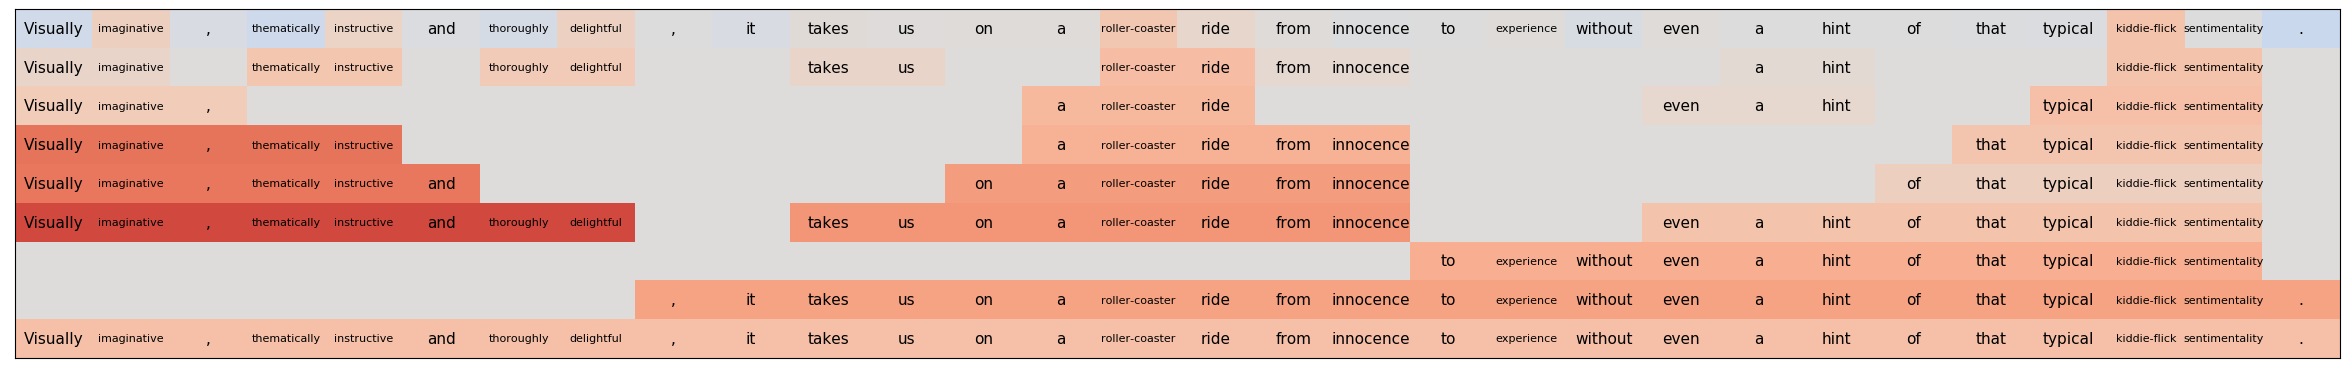 Visually imaginative , thematically instructive and thoroughly delightful , it takes us on a roller-coaster ride from innocence to experience without even a hint of that typical kiddie-flick sentimentality .
Visually imaginative thematically instructive thoroughly delightful takes us roller-coaster ride from innocence a hint kiddie-flick sentimentality
Visually imaginative , a roller-coaster ride even a hint typical kiddie-flick sentimentality
Visually imaginative , thematically instructive a roller-coaster ride from innocence that typical kiddie-flick sentimentality
Visually imaginative , thematically instructive and on a roller-coaster ride from innocence of that typical kiddie-flick sentimentality
Visually imaginative , thematically instructive and thoroughly delightful takes us on a roller-coaster ride from innocence even a hint of that typical kiddie-flick sentimentality
to experience without even a hint of that typical kiddie-flick sentimentality
, it takes us on a roller-coaster ride from innocence to experience without even a hint of that typical kiddie-flick sentimentality .
Visually imaginative , thematically instructive and thoroughly delightful , it takes us on a roller-coaster ride from innocence to experience without even a hint of that typical kiddie-flick sentimentality .